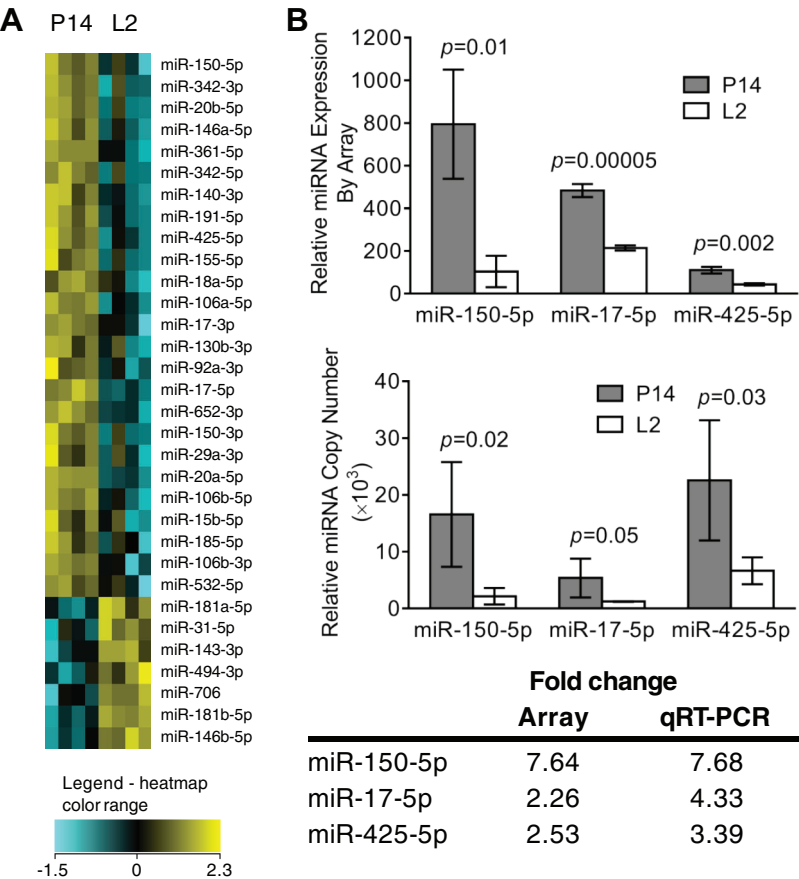 A
P14 L2
miR-150-5p
miR-342-3p
miR-20b-5p
miR-146a-5p
miR-361-5p
miR-342-5p
miR-140-3p
miR-191-5p
miR-425-5p
miR-155-5p
miR-18a-5p
miR-106a-5p
miR-17-3p
miR-130b-3p
miR-92a-3p
miR-17-5p
miR-652-3p
miR-150-3p
miR-29a-3p
miR-20a-5p
miR-106b-5p
miR-15b-5p
miR-185-5p
miR-106b-3p
miR-532-5p
miR-181a-5p
miR-31-5p
miR-143-3p
miR-494-3p
miR-706
miR-181b-5p
miR-146b-5p
Legend - heatmap
color range
-1.5 0 2.3
B
Relative miRNA Expression
By Array
1200
1000
800
600
400
200
0
p=0.01
p=0.00005
p=0.002
P14
L2
miR-150-5p miR-17-5p miR-425-5p
Relative miRNA Copy Number
(×10³)
40
30
20
10
0
p=0.02
p=0.05
p=0.03
P14
L2
miR-150-5p miR-17-5p miR-425-5p
Fold change
Array qRT-PCR
miR-150-5p 7.64 7.68
miR-17-5p 2.26 4.33
miR-425-5p 2.53 3.39